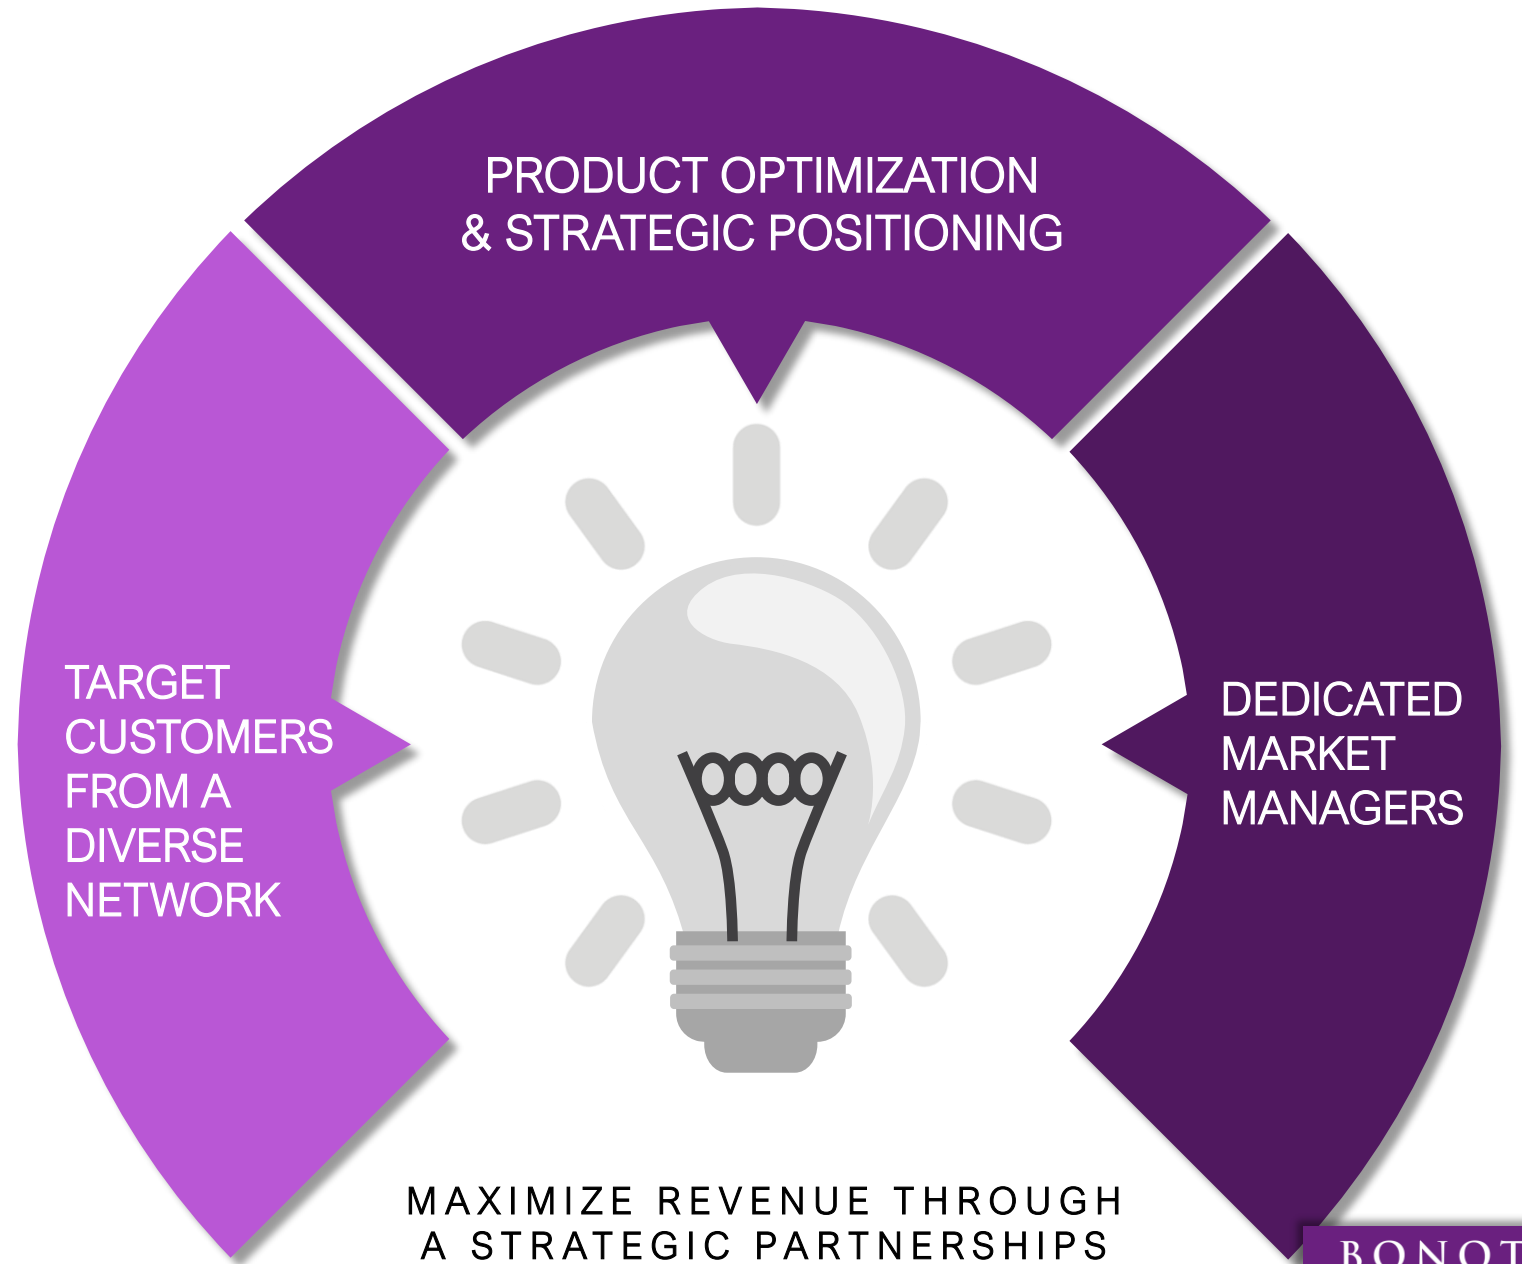 PRODUCT OPTIMIZATION
& STRATEGIC POSITIONING
TARGET
CUSTOMERS
FROM A
DIVERSE
NETWORK
DEDICATED
MARKET
MANAGERS
MAXIMIZE REVENUE THROUGH
A STRATEGIC PARTNERSHIPS